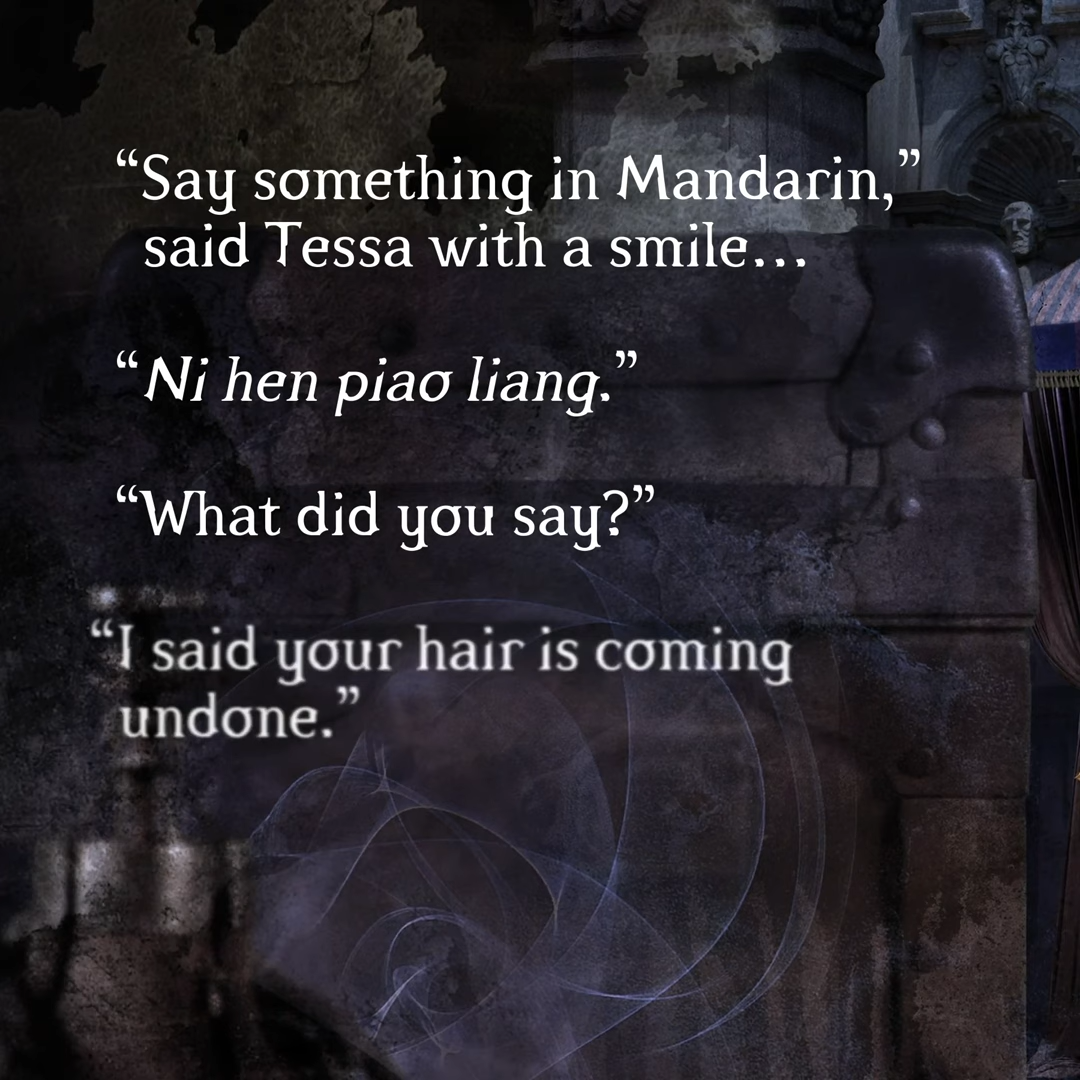 “Say something in Mandarin,”
said Tessa with a smile...
“Ni hen piao liang.”
“What did you say?”
“I said your hair is coming
undone.”